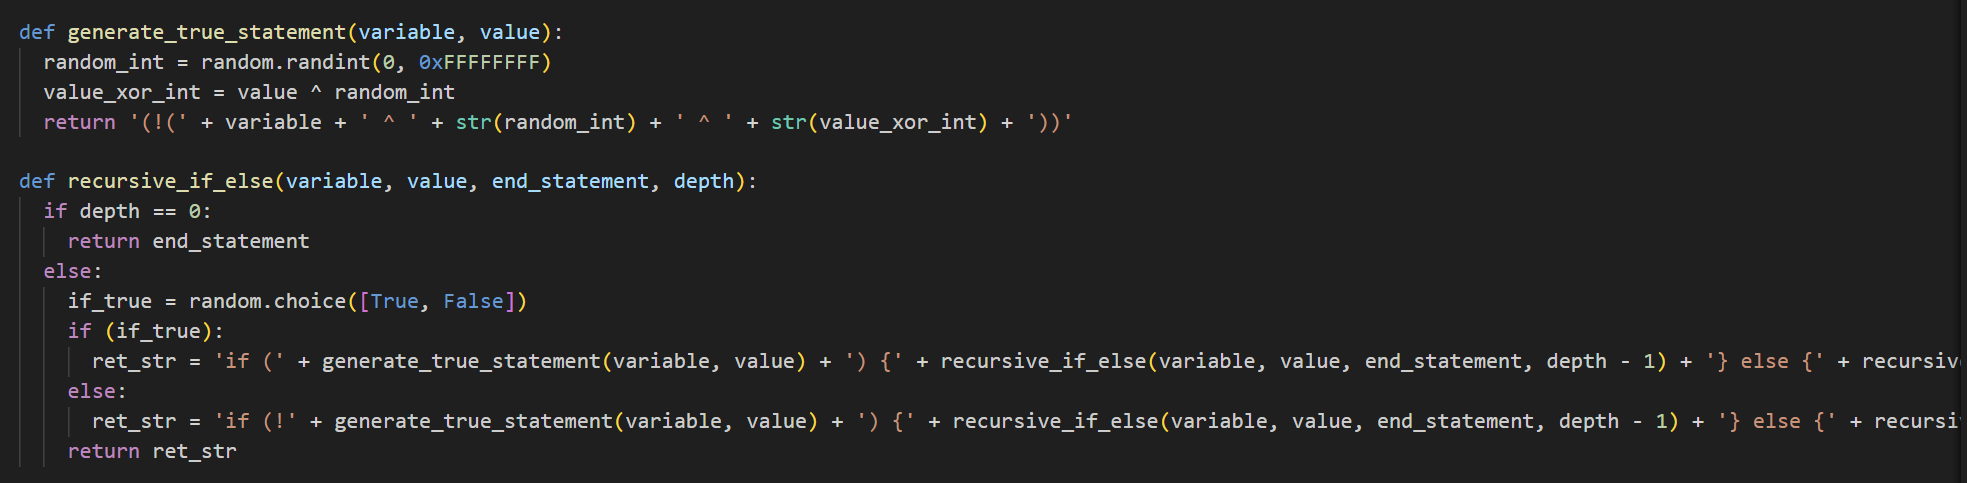 def generate_true_statement(variable, value):
  random_int = random.randint(0, 0xFFFFFFFF)
  value_xor_int = value ^ random_int
  return '(!(' + variable + ' ^ ' + str(random_int) + ' ^ ' + str(value_xor_int) + '))'

def recursive_if_else(variable, value, end_statement, depth):
  if depth == 0:
    return end_statement
  else:
    if_true = random.choice([True, False])
    if (if_true):
      ret_str = 'if (' + generate_true_statement(variable, value) + ') {' + recursive_if_else(variable, value, end_statement, depth - 1) + '} else {' + recursiv
    else:
      ret_str = 'if (!' + generate_true_statement(variable, value) + ') {' + recursive_if_else(variable, value, end_statement, depth - 1) + '} else {' + recursi
    return ret_str